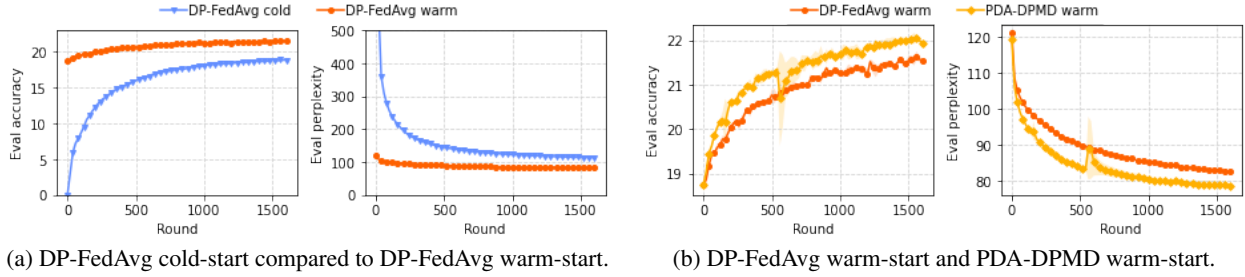 DP-FedAvg cold DP-FedAvg warm
Eval accuracy
20
15
10
5
0
0 500 1000 1500
Round
Eval perplexity
500
400
300
200
100
0
0 500 1000 1500
Round
(a) DP-FedAvg cold-start compared to DP-FedAvg warm-start.
DP-FedAvg warm PDA-DPMD warm
Eval accuracy
22
21
20
19
0 500 1000 1500
Round
Eval perplexity
120
100
80
0 500 1000 1500
Round
(b) DP-FedAvg warm-start and PDA-DPMD warm-start.